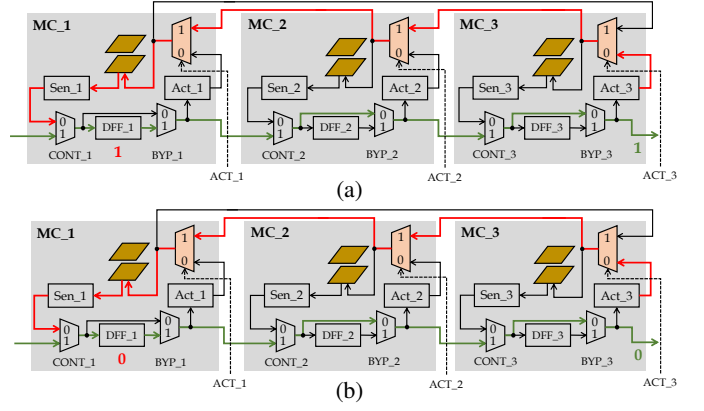 MC_1 MC_2 MC_3
1 1 1
0 0 0
Sen_1 Act_1 Sen_2 Act_2 Sen_3 Act_3
0 0 0 0 0 0
1 DFF_1 1 1 DFF_2 1 1 DFF_3 1
CONT_1 1 BYP_1 CONT_2 BYP_2 CONT_3 BYP_3 1
ACT_1 ACT_2 ACT_3
(a)
MC_1 MC_2 MC_3
1 1 1
0 0 0
Sen_1 Act_1 Sen_2 Act_2 Sen_3 Act_3
0 0 0 0 0 0
1 DFF_1 1 1 DFF_2 1 1 DFF_3 1
CONT_1 0 BYP_1 CONT_2 BYP_2 CONT_3 BYP_3 0
ACT_1 ACT_2 ACT_3
(b)